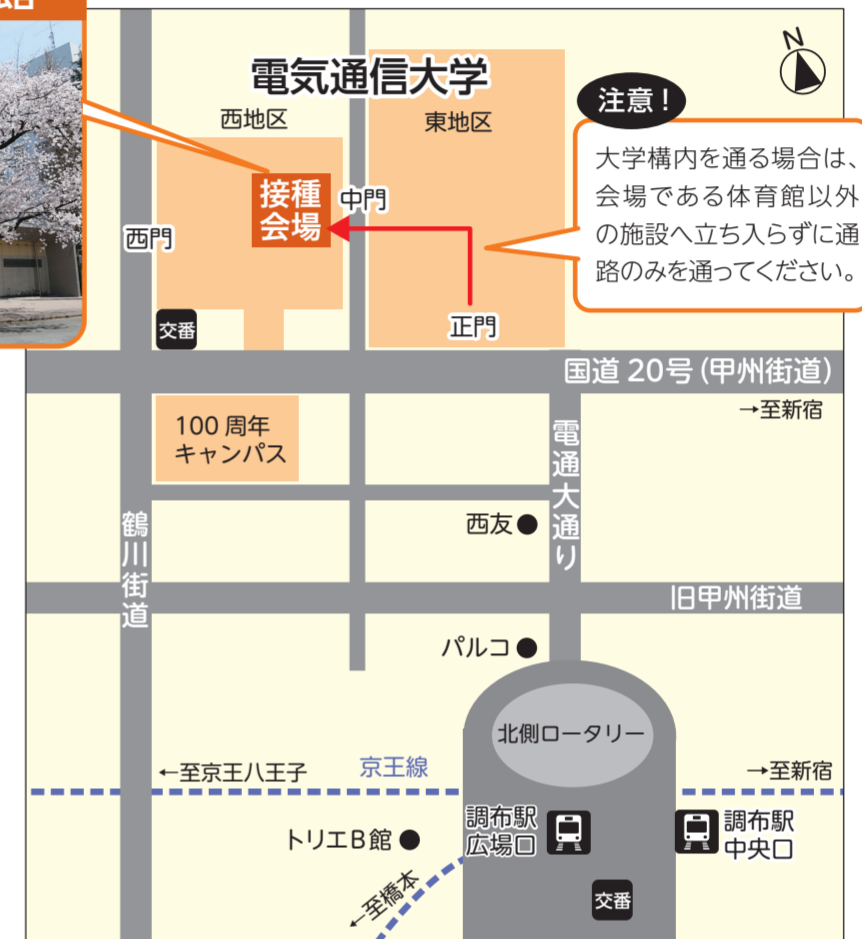 電気通信大学
N
西地区
東地区
注意！
大学構内を通る場合は、
会場である体育館以外
の施設へ立ち入らずに通
路のみを通ってください。
接種
会場
中門
西門
交番
正門
国道 20号 (甲州街道)
→至新宿
100 周年
キャンパス
電通大通り
西友
鶴川街道
旧甲州街道
パルコ
北側ロータリー
←至京王八王子
京王線
→至新宿
トリエB館
調布駅
広場口
調布駅
中央口
←至橋本
交番